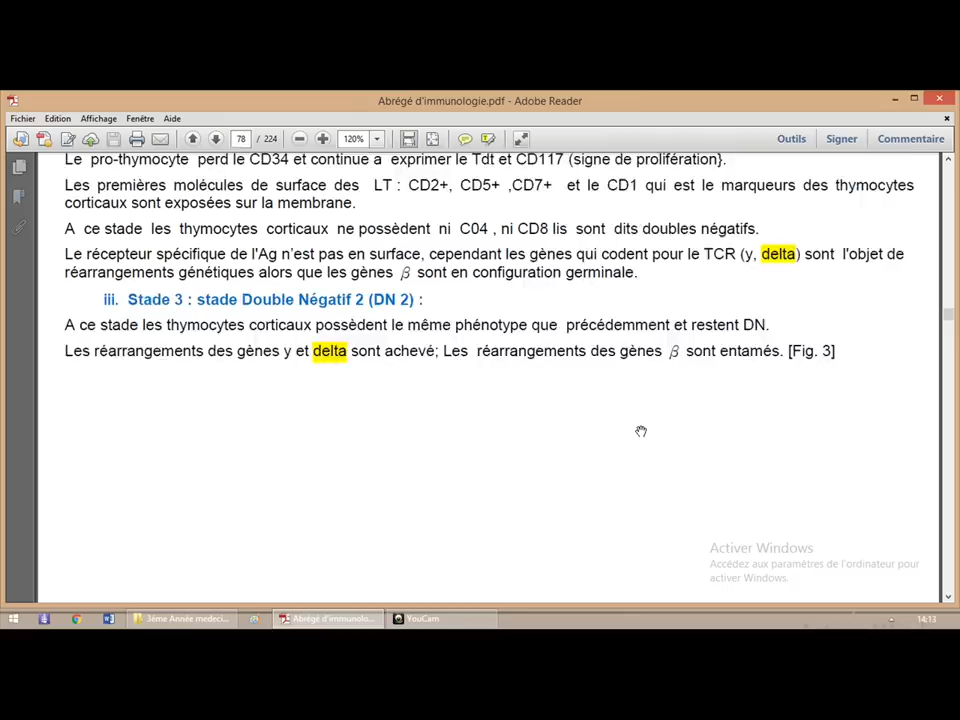 Abrégé d'immunologie.pdf - Adobe Reader
Fichier Edition Affichage Fenêtre Aide
78 / 224 120% Outils Signer Commentaire
Le pro-thymocyte perd le CD34 et continue a exprimer le Tdt et CD117 (signe de prolifération}.
Les premières molécules de surface des LT : CD2+, CD5+ ,CD7+ et le CD1 qui est le marqueurs des thymocytes
corticaux sont exposées sur la membrane.
A ce stade les thymocytes corticaux ne possèdent ni C04 , ni CD8 lis sont dits doubles négatifs.
Le récepteur spécifique de l'Ag n'est pas en surface, cependant les gènes qui codent pour le TCR (y, delta) sont l'objet de
réarrangements génétiques alors que les gènes β sont en configuration germinale.
iii. Stade 3 : stade Double Négatif 2 (DN 2) :
A ce stade les thymocytes corticaux possèdent le même phénotype que précédemment et restent DN.
Les réarrangements des gènes y et delta sont achevé; Les réarrangements des gènes β sont entamés. [Fig. 3]
Activer Windows
Accédez aux paramètres de l'ordinateur pour
activer Windows.
3éme Année medeci... Abrégé d'immunolo... YouCam 14:13